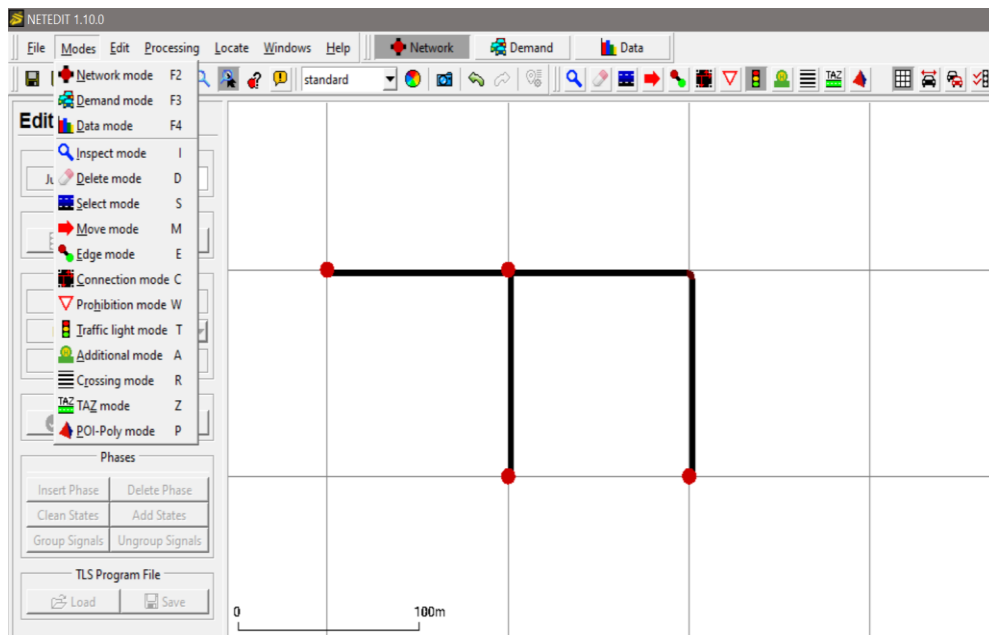 NETEDIT 1.10.0
File Modes Edit Processing Locate Windows Help Network Demand Data
standard
Network mode F2
Demand mode F3
Data mode F4
Inspect mode I
Delete mode D
Select mode S
Move mode M
Edge mode E
Connection mode C
Prohibition mode W
Traffic light mode T
Additional mode A
Crossing mode R
TAZ TAZ mode Z
POI-Poly mode P
TAZ
Edit
Phases
Insert Phase Delete Phase
Clean States Add States
Group Signals Ungroup Signals
TLS Program File
Load Save
0 100m